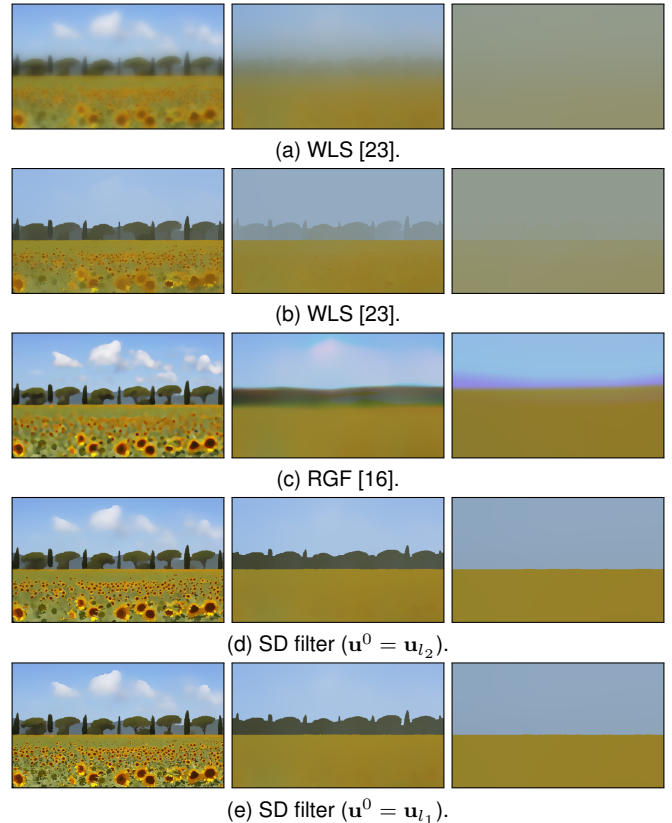 (a) WLS [23].
(b) WLS [23].
(c) RGF [16].
(d) SD filter (u⁰ = u_{l₂}).
(e) SD filter (u⁰ = u_{l₁}).